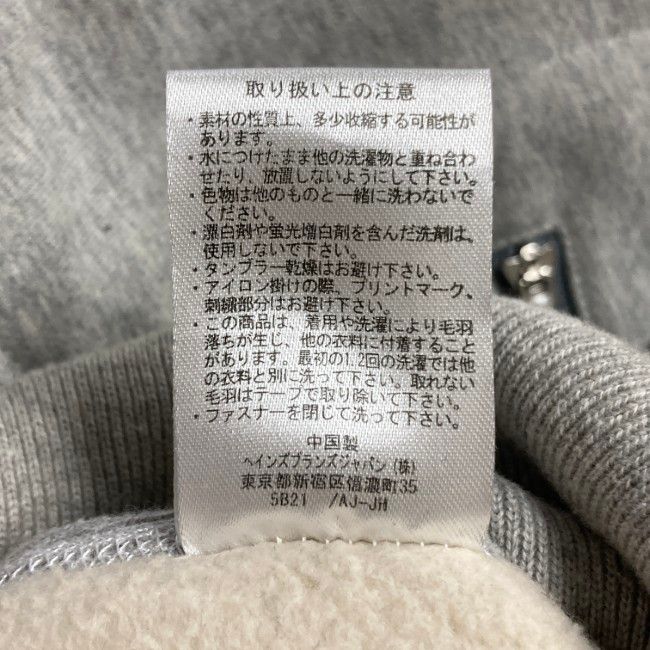 取り扱い上の注意
・素材の性質上、多少収縮する可能性が
あります。
・水につけたまま他の洗濯物と重ね合わ
せたり、放置しないようにして下さい。
・色物は他のものと一緒に洗わないで
ください。
・漂白剤や蛍光増白剤を含んだ洗剤は、
使用しないで下さい。
・タンブラー乾燥はお避け下さい。
・アイロン掛けの際、プリントマーク、
刺繍部分はお避け下さい。
・この商品は、着用や洗濯により毛羽
落ちが生じ、他の衣料に付着すること
があります。最初の1.2回の洗濯では他
の衣料と別に洗って下さい。取れない
毛羽はテープで取り除いて下さい。
・ファスナーを閉じて洗って下さい。
中国製
ヘインズブランズジャパン(株)
東京都新宿区信濃町35
5B21 /AJ-JH